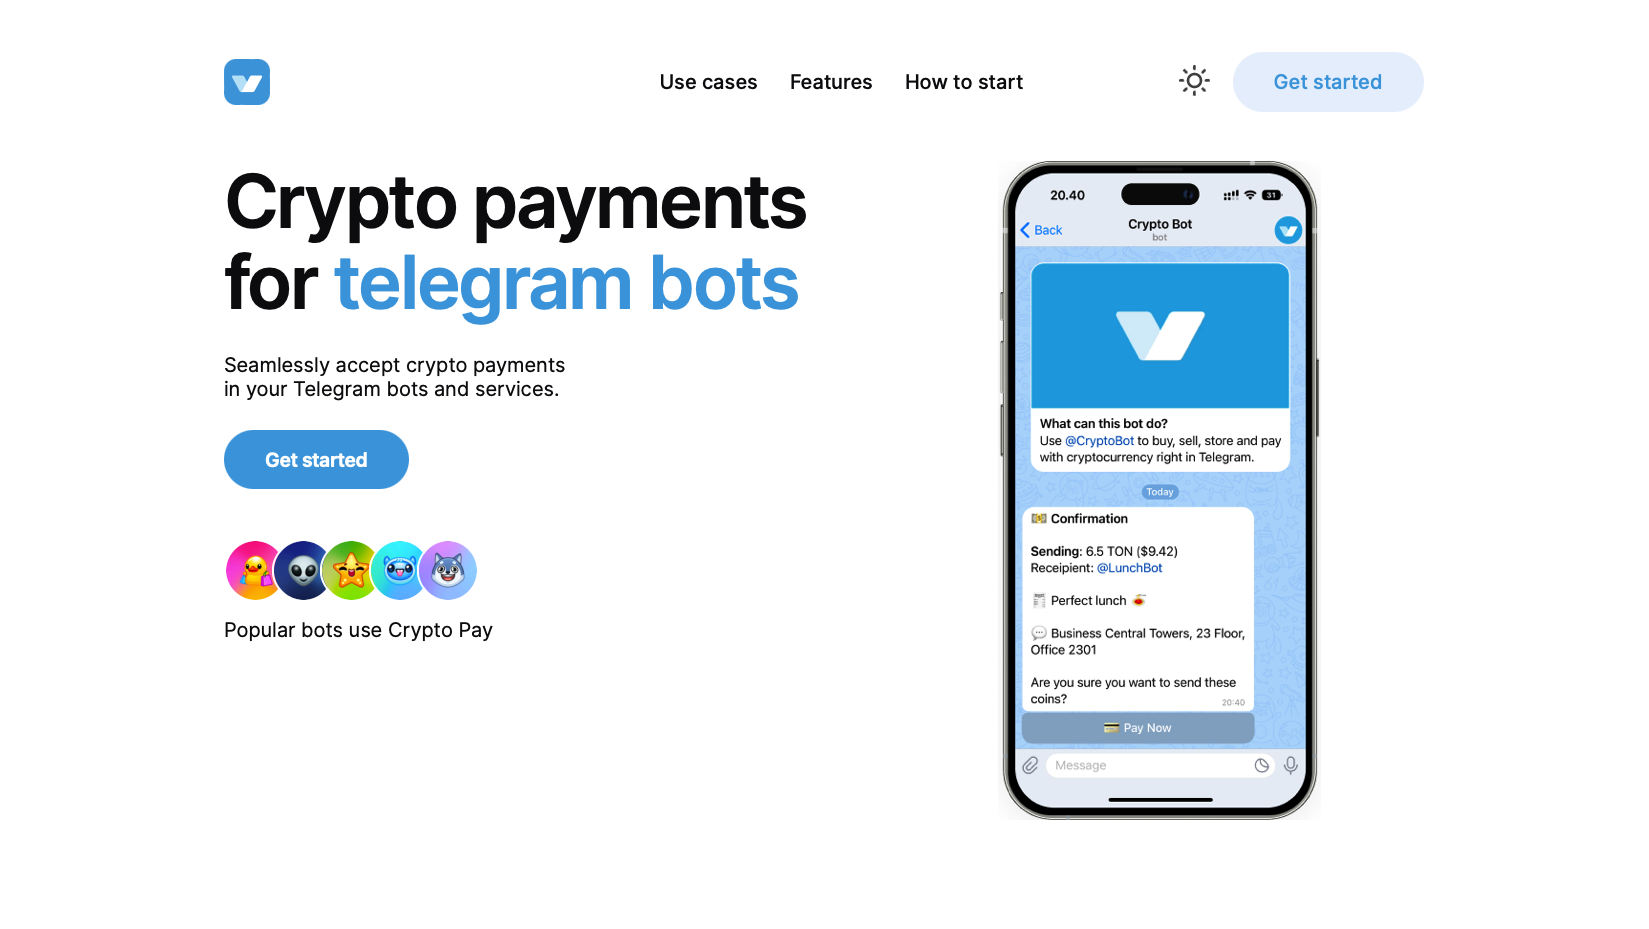 Use cases
Features
How to start
Get started
Crypto payments
for telegram bots
Seamlessly accept crypto payments
in your Telegram bots and services.
Get started
Popular bots use Crypto Pay
20.40
31
Back
Crypto Bot
bot
What can this bot do?
Use @CryptoBot to buy, sell, store and pay
with cryptocurrency right in Telegram.
Today
Confirmation
Sending: 6.5 TON ($9.42)
Receipient: @LunchBot
Perfect lunch
Business Central Towers, 23 Floor,
Office 2301
Are you sure you want to send these
coins?
20:40
Pay Now
Message